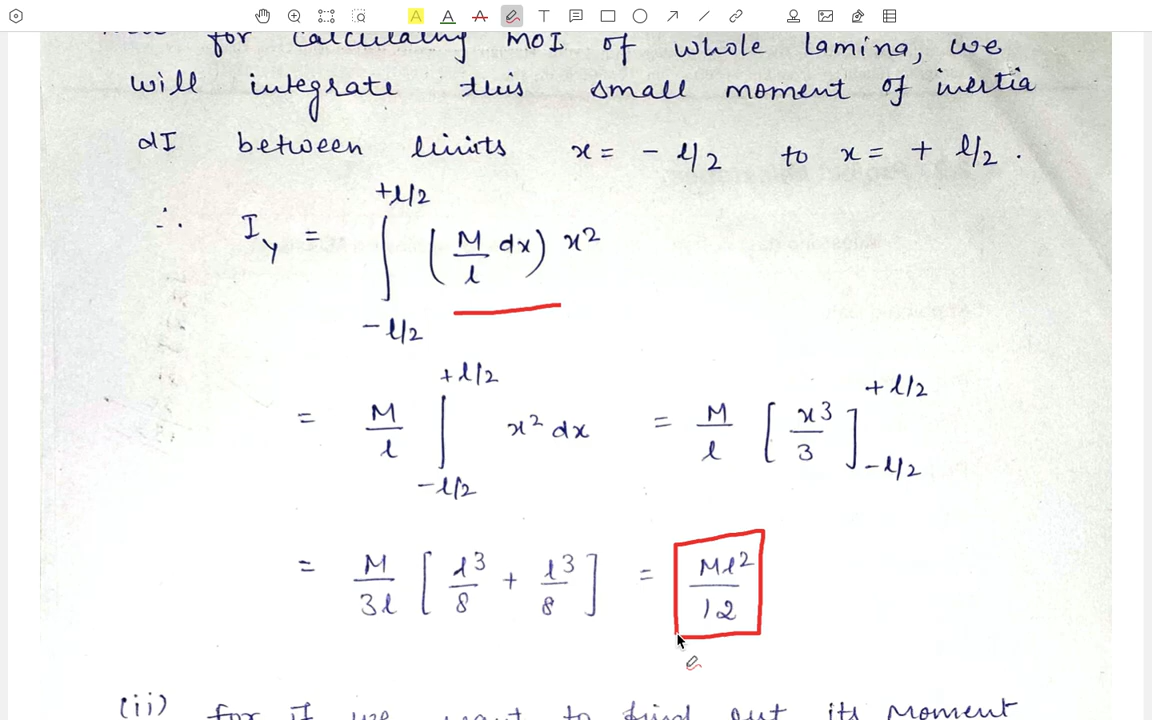 for calculating MOI of whole lamina, we
will integrate this small moment of inertia
dI between limits x = - l/2 to x = + l/2 .
∴ I_y = ∫_{-l/2}^{+l/2} (M/l dx) x²
= M/l ∫_{-l/2}^{+l/2} x² dx = M/l [x³/3]_{-l/2}^{+l/2}
= M/3l [l³/8 + l³/8] = Ml²/12
(ii) for if we want to find out its moment